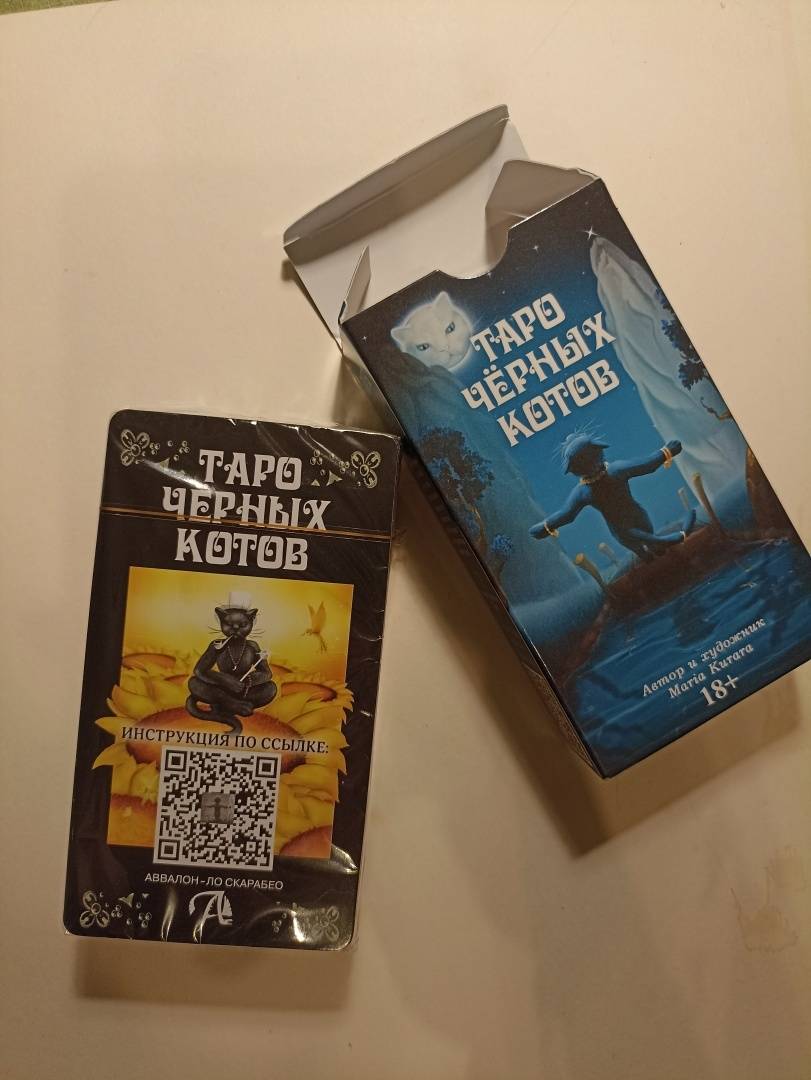 ТАРО
ЧЁРНЫХ
КОТОВ
Автор и художник
Maria Kurara
18+
ТАРО
ЧЁРНЫХ
КОТОВ
ИНСТРУКЦИЯ ПО ССЫЛКЕ:
АВВАЛОН-ЛО СКАРАБЕО